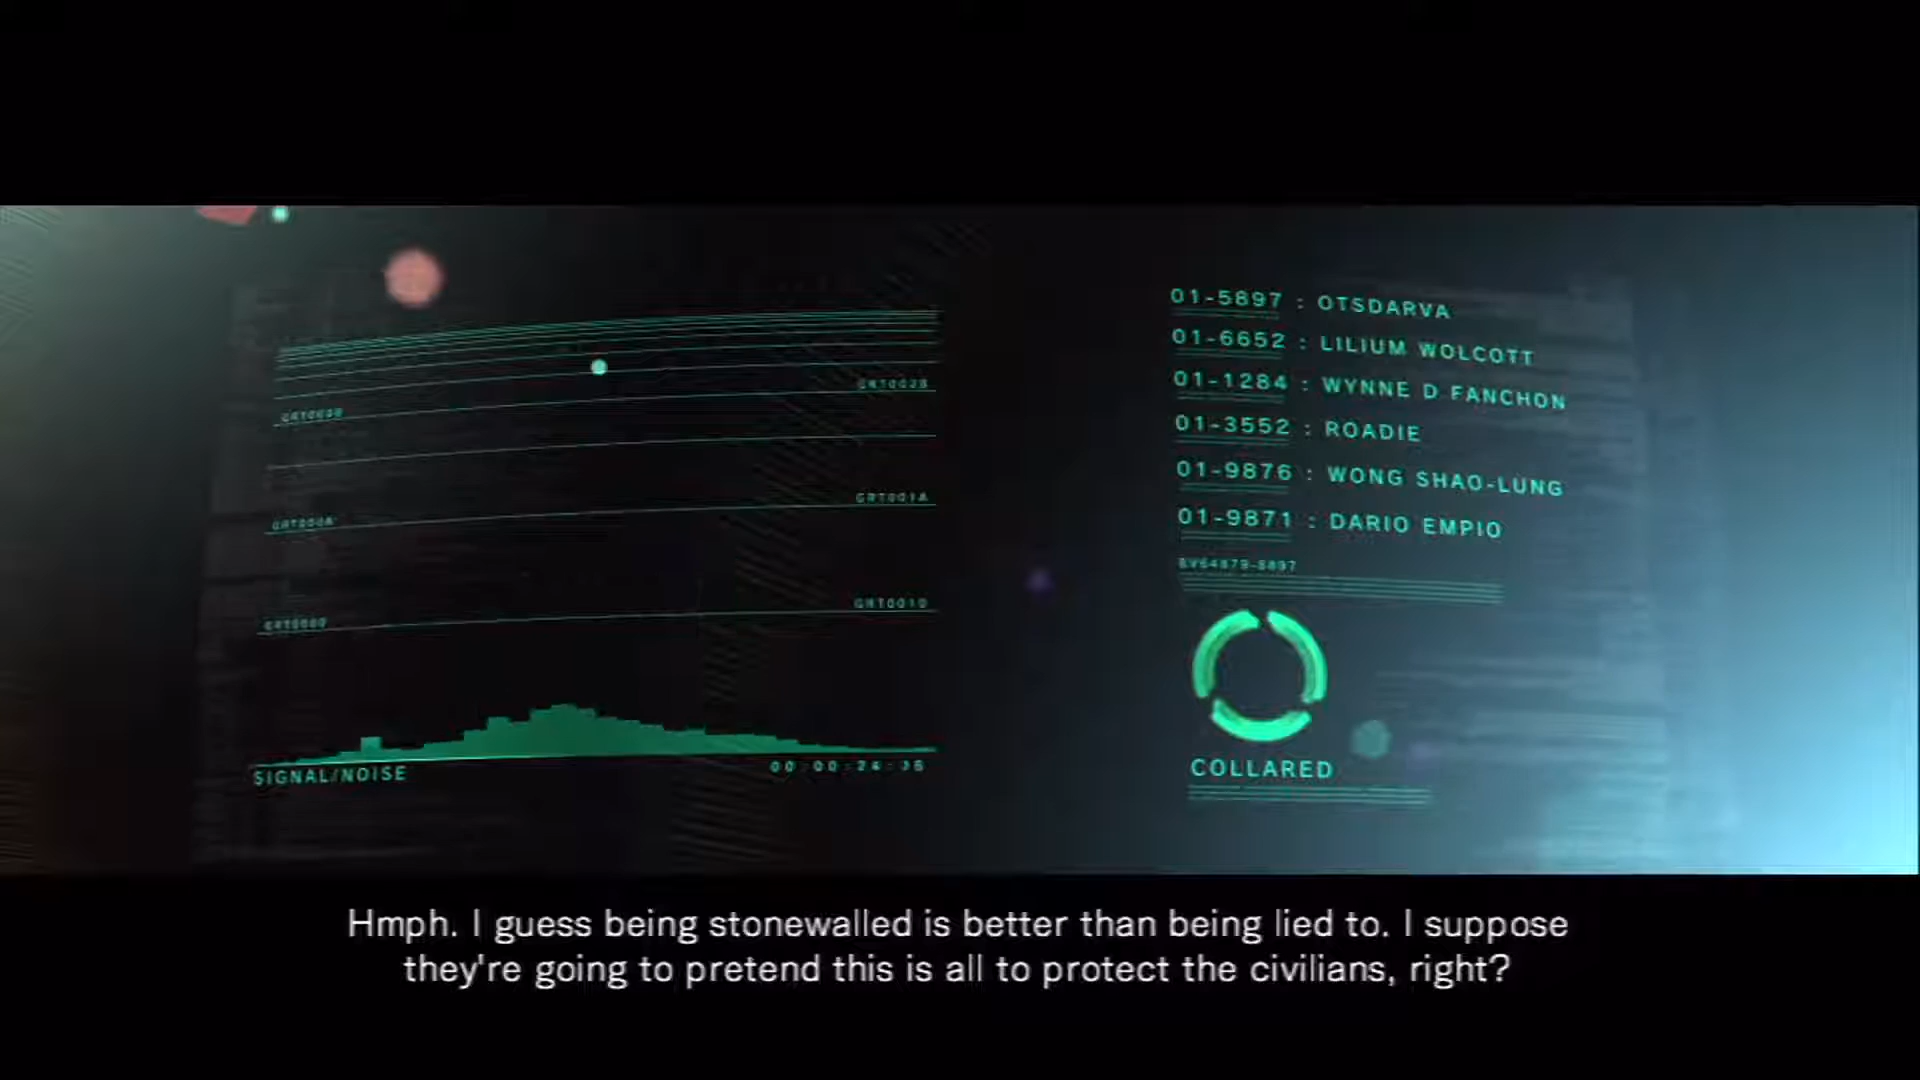 01-5897 : OTSDARVA
01-6652 : LILIUM WOLCOTT
01-1284 : WYNNE D FANCHON
01-3552 : ROADIE
01-9876 : WONG SHAO-LUNG
01-9871 : DARIO EMPIO
COLLARED
GRT001A
GRT001D
SIGNAL/NOISE
Hmph. I guess being stonewalled is better than being lied to. I suppose
they're going to pretend this is all to protect the civilians, right?